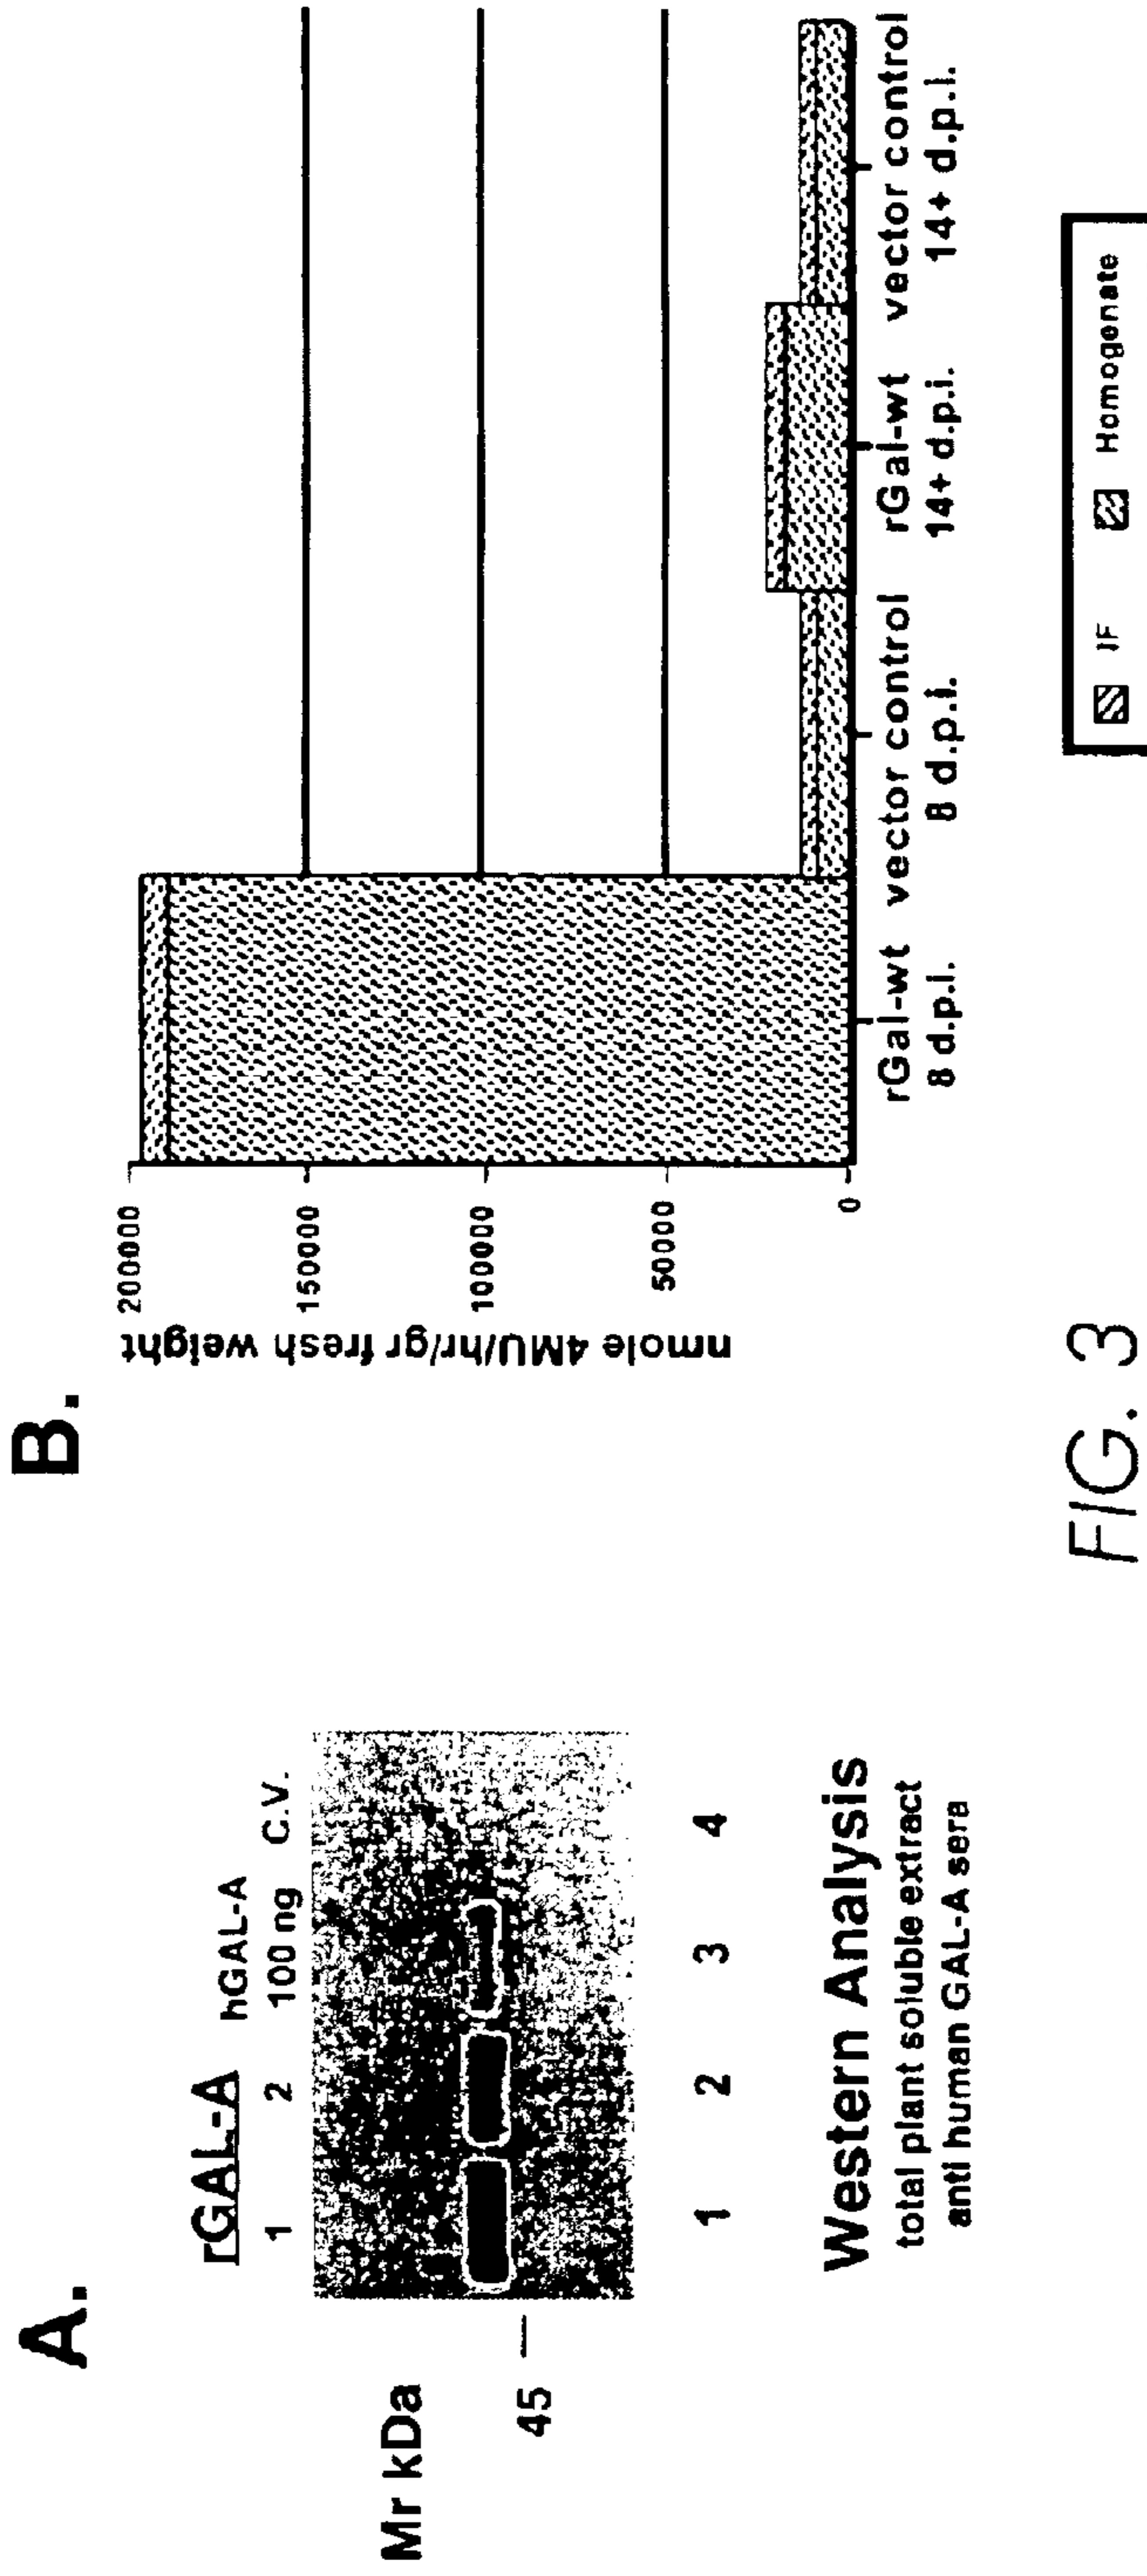 A.
rGAL-A
hGAL-A
1 2 100 ng C.V.
Mr kDa
45
1 2 3 4
Western Analysis
total plant soluble extract
anti human GAL-A sera
B.
nmole 4MU/hr/gr fresh weight
200000
150000
100000
50000
0
rGal-wt vector control rGal-wt vector control
8 d.p.i. 8 d.p.i. 14+ d.p.i. 14+ d.p.i.
IF Homogenate
FIG. 3